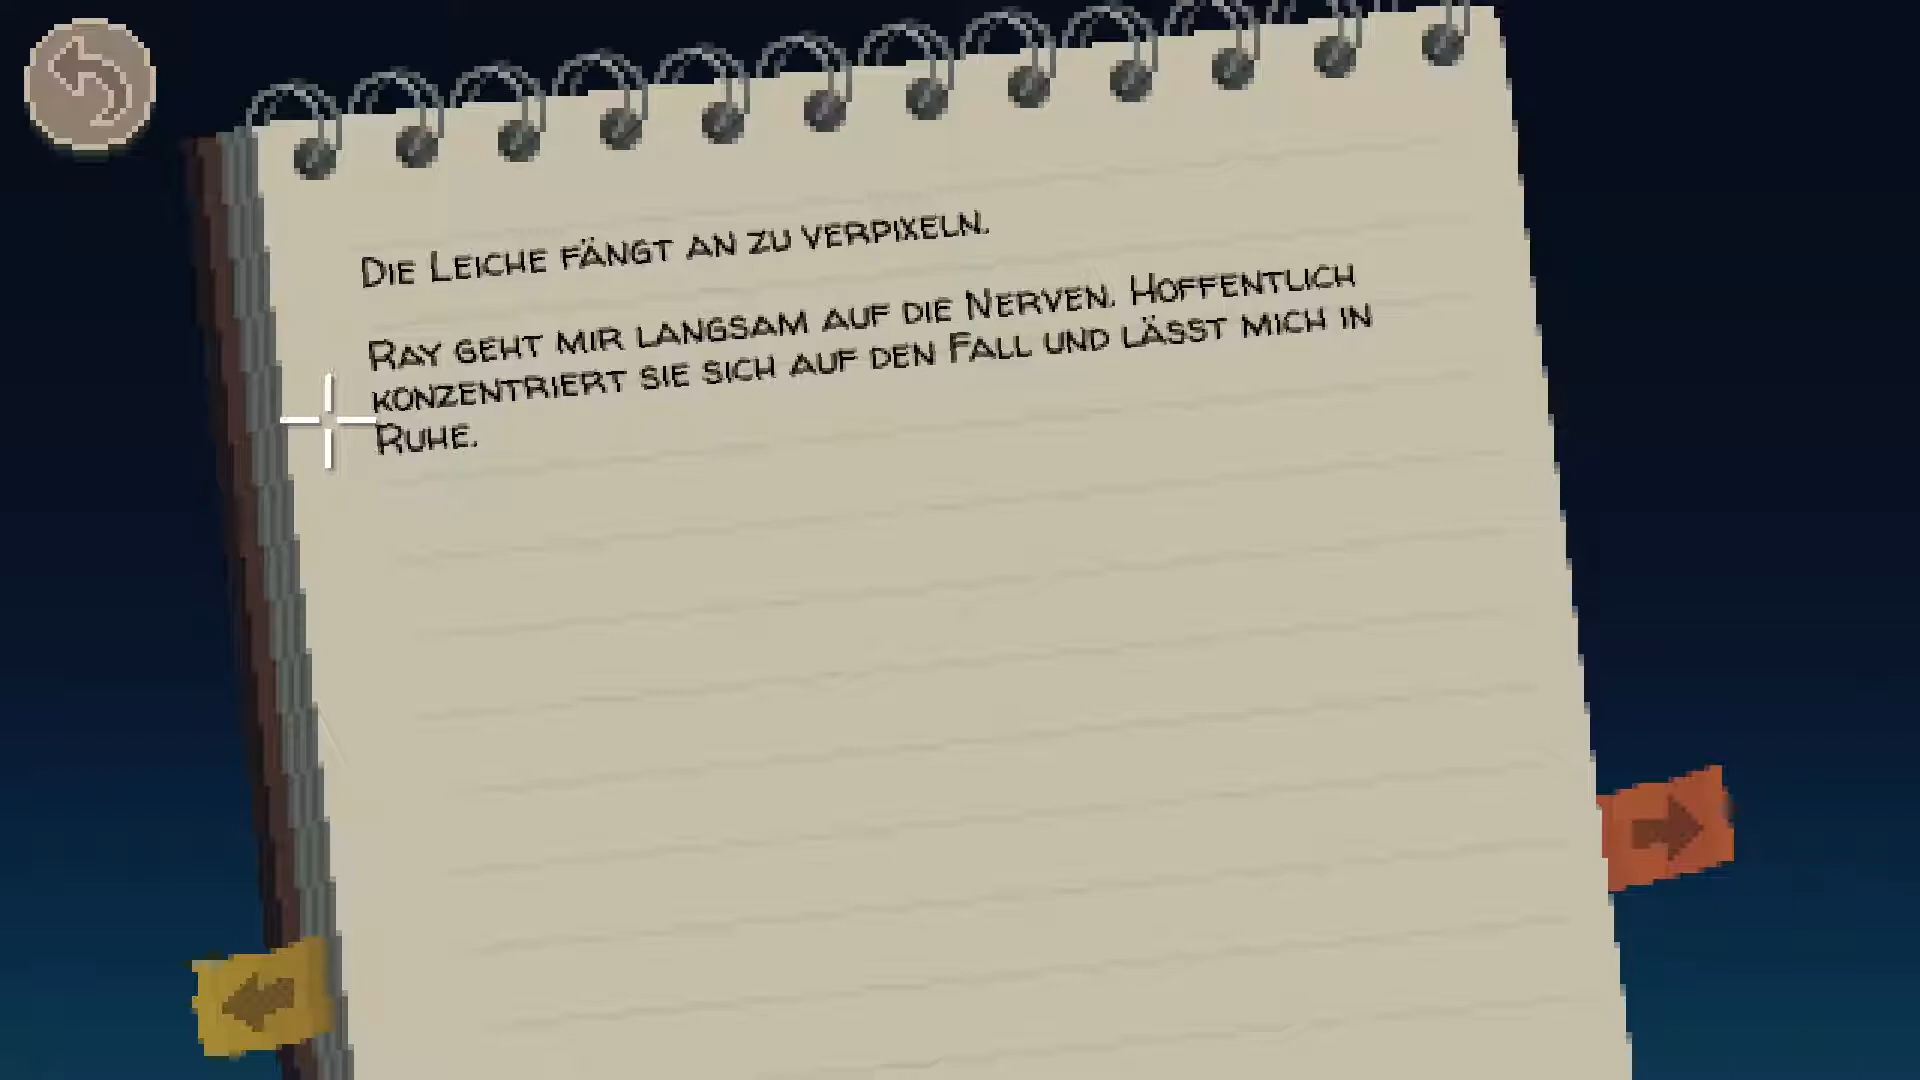 Die Leiche fängt an zu verpixeln.
Ray geht mir langsam auf die Nerven. Hoffentlich
konzentriert sie sich auf den Fall und lässt mich in
Ruhe.